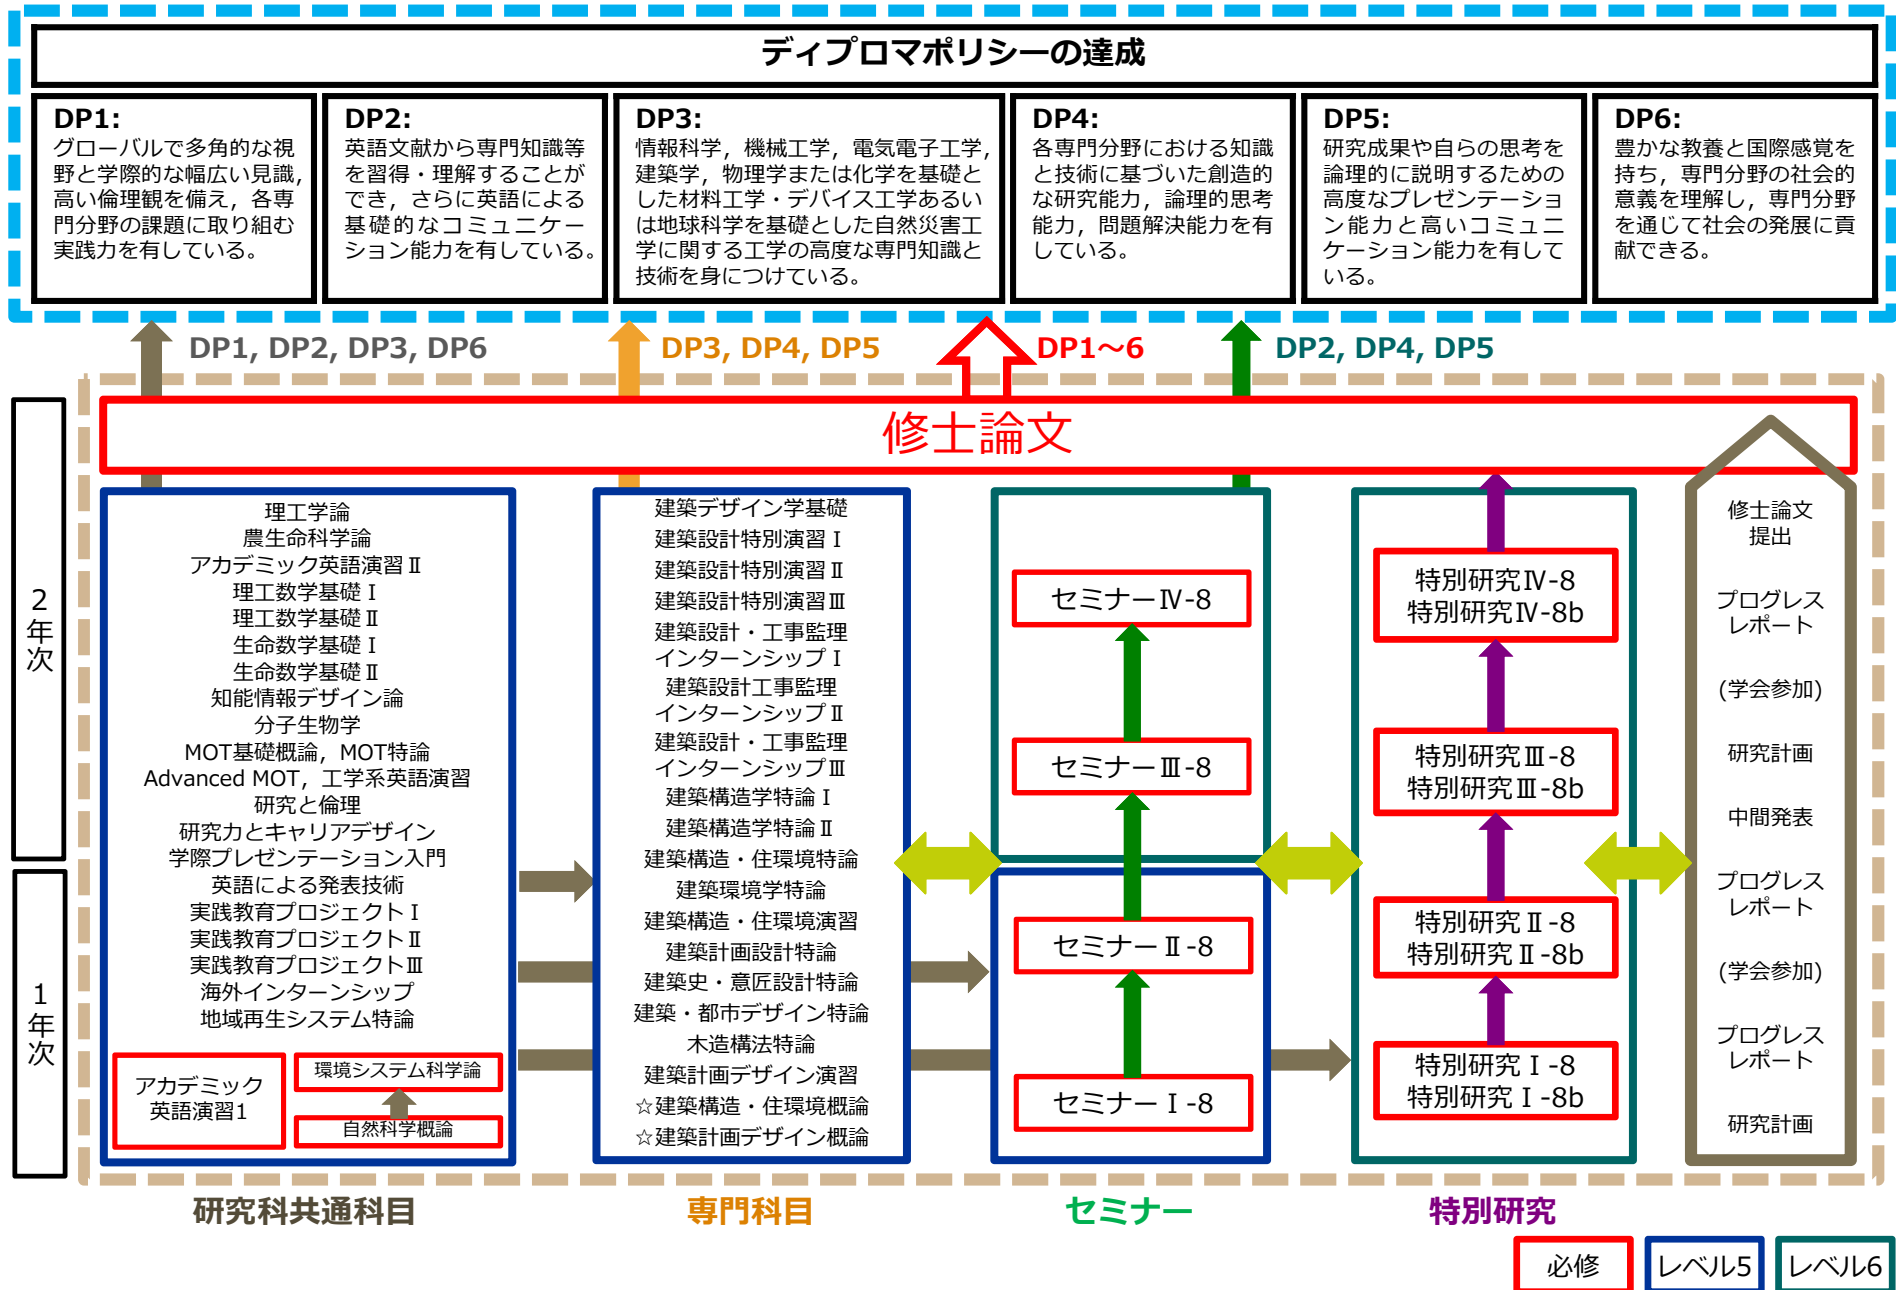 ディプロマポリシーの達成
DP1:
グローバルで多角的な視
野と学際的な幅広い見識,
高い倫理観を備え，各専
門分野の課題に取り組む
実践力を有している。
DP2:
英語文献から専門知識等
を習得・理解することが
でき，さらに英語による
基礎的なコミュニケー
ション能力を有している。
DP3:
情報科学，機械工学，電気電子工学,
建築学，物理学または化学を基礎と
した材料工学・デバイス工学あるい
は地球科学を基礎とした自然災害工
学に関する工学の高度な専門知識と
技術を身につけている。
DP4:
各専門分野における知識
と技術に基づいた創造的
な研究能力，論理的思考
能力，問題解決能力を有
している。
DP5:
研究成果や自らの思考を
論理的に説明するための
高度なプレゼンテーショ
ン能力と高いコミュニ
ケーション能力を有して
いる。
DP6:
豊かな教養と国際感覚を
持ち，専門分野の社会的
意義を理解し，専門分野
を通じて社会の発展に貢
献できる。
DP1, DP2, DP3, DP6
DP3, DP4, DP5
DP1～6
DP2, DP4, DP5
修士論文
2年次
1年次
理工学論
農生命科学論
アカデミック英語演習Ⅱ
理工数学基礎Ⅰ
理工数学基礎Ⅱ
生命数学基礎Ⅰ
生命数学基礎Ⅱ
知能情報デザイン論
分子生物学
MOT基礎概論，MOT特論
Advanced MOT，工学系英語演習
研究と倫理
研究力とキャリアデザイン
学際プレゼンテーション入門
英語による発表技術
実践教育プロジェクトⅠ
実践教育プロジェクトⅡ
実践教育プロジェクトⅢ
海外インターンシップ
地域再生システム特論
アカデミック
英語演習1
環境システム科学論
自然科学概論
建築デザイン学基礎
建築設計特別演習Ⅰ
建築設計特別演習Ⅱ
建築設計特別演習Ⅲ
建築設計・工事監理
インターンシップⅠ
建築設計工事監理
インターンシップⅡ
建築設計・工事監理
インターンシップⅢ
建築構造学特論Ⅰ
建築構造学特論Ⅱ
建築構造・住環境特論
建築環境学特論
建築構造・住環境演習
建築計画設計特論
建築史・意匠設計特論
建築・都市デザイン特論
木造構法特論
建築計画デザイン演習
☆建築構造・住環境概論
☆建築計画デザイン概論
セミナーⅣ-8
セミナーⅢ-8
セミナーⅡ-8
セミナーⅠ-8
特別研究Ⅳ-8
特別研究Ⅳ-8b
特別研究Ⅲ-8
特別研究Ⅲ-8b
特別研究Ⅱ-8
特別研究Ⅱ-8b
特別研究Ⅰ-8
特別研究Ⅰ-8b
修士論文
提出
プログレス
レポート
(学会参加)
研究計画
中間発表
プログレス
レポート
(学会参加)
プログレス
レポート
研究計画
研究科共通科目
専門科目
セミナー
特別研究
必修
レベル5
レベル6